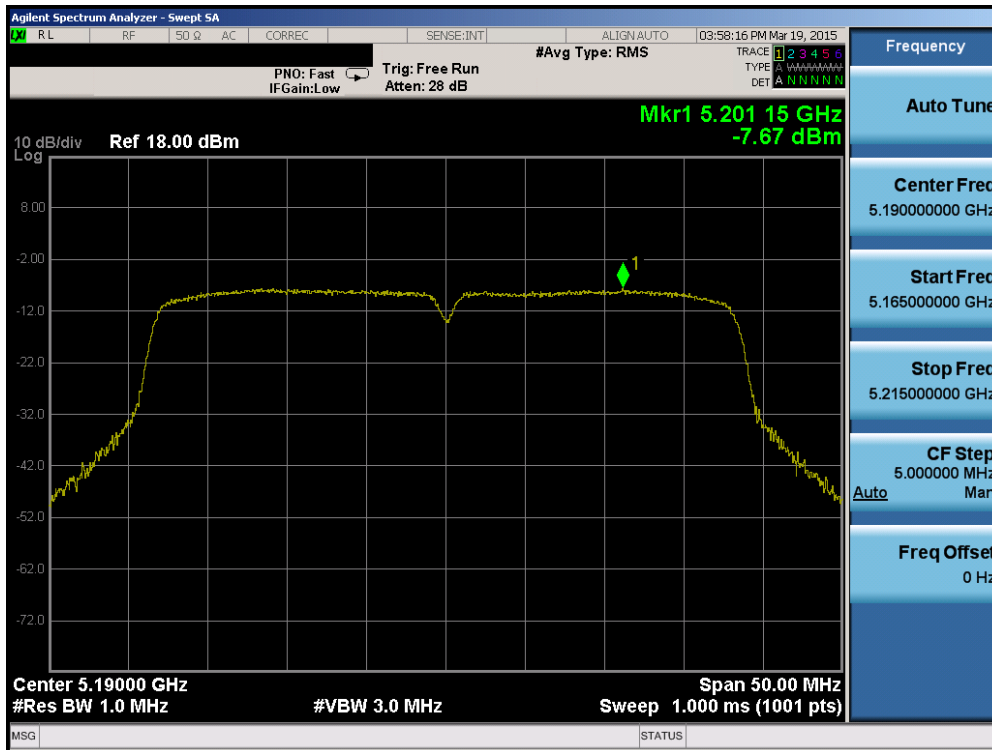 Agilent Spectrum Analyzer - Swept SA
LXI RL RF 50 Ω AC CORREC SENSE:INT ALIGN AUTO 03:58:16 PM Mar 19, 2015
#Avg Type: RMS TRACE 1 2 3 4 5 6
PNO: Fast Trig: Free Run TYPE A WWWWW
IFGain:Low Atten: 28 dB DET A N N N N N
Mkr1 5.201 15 GHz
-7.67 dBm
10 dB/div Ref 18.00 dBm
Log
8.00
-2.00
1
-12.0
-22.0
-32.0
-42.0
-52.0
-62.0
-72.0
Center 5.19000 GHz Span 50.00 MHz
#Res BW 1.0 MHz #VBW 3.0 MHz Sweep 1.000 ms (1001 pts)
MSG STATUS
Frequency
Auto Tune
Center Freq
5.190000000 GHz
Start Freq
5.165000000 GHz
Stop Freq
5.215000000 GHz
CF Step
5.000000 MHz
Auto Man
Freq Offset
0 Hz